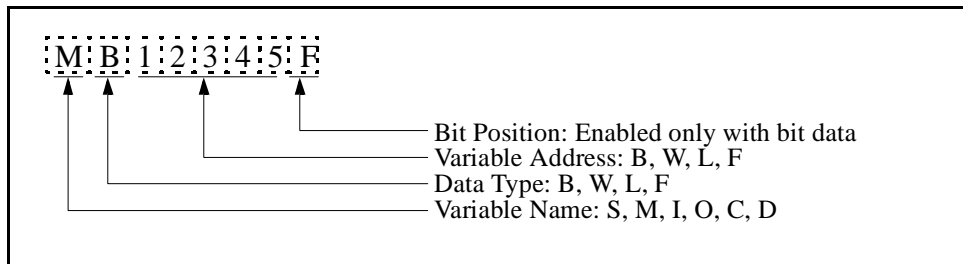 M B 1 2 3 4 5 F
Bit Position: Enabled only with bit data
Variable Address: B, W, L, F
Data Type: B, W, L, F
Variable Name: S, M, I, O, C, D